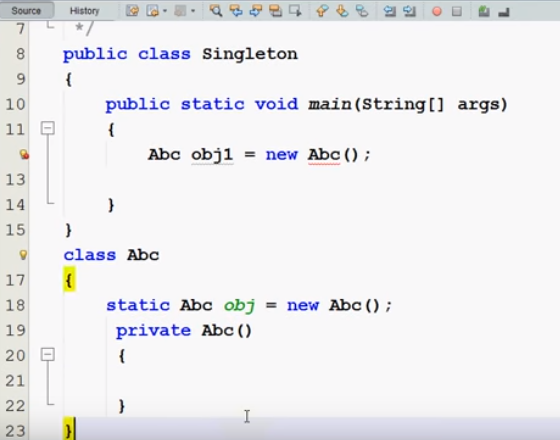 Source History
7 */
8 public class Singleton
9 {
10 public static void main(String[] args)
11 {
Abc obj1 = new Abc();
13
14 }
15 }
class Abc
17 {
18 static Abc obj = new Abc();
19 private Abc()
20 {
21
22 }
23 }